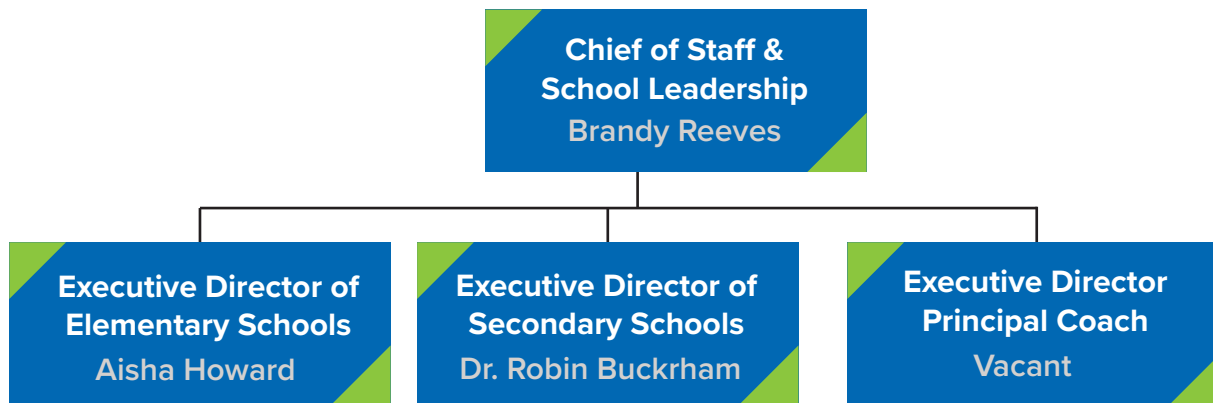 Chief of Staff &
School Leadership
Brandy Reeves
Executive Director of
Elementary Schools
Aisha Howard
Executive Director of
Secondary Schools
Dr. Robin Buckrham
Executive Director
Principal Coach
Vacant